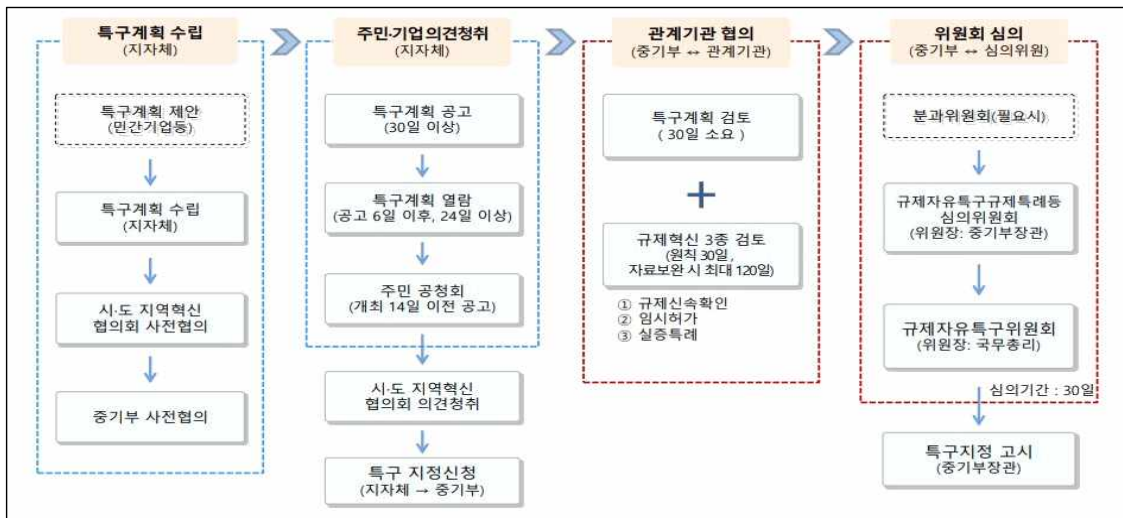 특구계획 수립
(지자체)
특구계획 제안
(민간기업등)
특구계획 수립
(지자체)
시·도 지역혁신
협의회 사전협의
중기부 사전협의
주민·기업 의견청취
(지자체)
특구계획 공고
(30일 이상)
특구계획 열람
(공고 6일 이후, 24일 이상)
주민 공청회
(개최 14일 이전 공고)
시·도 지역혁신
협의회 의견청취
특구 지정신청
(지자체 → 중기부)
관계기관 협의
(중기부 ↔ 관계기관)
특구계획 검토
( 30일 소요 )
+
규제혁신 3종 검토
(원칙 30일,
자료보완 시 최대 120일)
① 규제신속확인
② 임시허가
③ 실증특례
위원회 심의
(중기부 ↔ 심의위원)
분과위원회(필요시)
규제자유특구규제특례등
심의위원회
(위원장: 중기부장관)
규제자유특구위원회
(위원장: 국무총리)
심의기간 : 30일
특구지정 고시
(중기부장관)